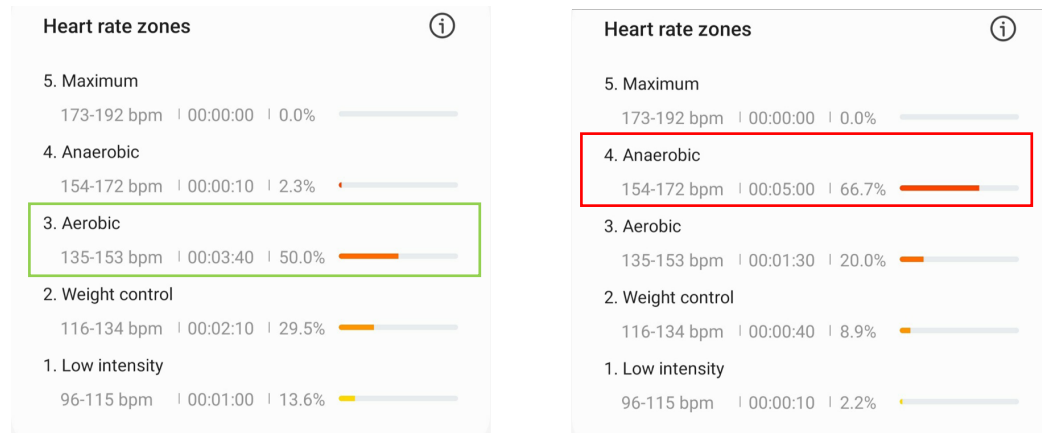 Heart rate zones
5. Maximum
173-192 bpm | 00:00:00 | 0.0%
4. Anaerobic
154-172 bpm | 00:00:10 | 2.3%
3. Aerobic
135-153 bpm | 00:03:40 | 50.0%
2. Weight control
116-134 bpm | 00:02:10 | 29.5%
1. Low intensity
96-115 bpm | 00:01:00 | 13.6%
Heart rate zones
5. Maximum
173-192 bpm | 00:00:00 | 0.0%
4. Anaerobic
154-172 bpm | 00:05:00 | 66.7%
3. Aerobic
135-153 bpm | 00:01:30 | 20.0%
2. Weight control
116-134 bpm | 00:00:40 | 8.9%
1. Low intensity
96-115 bpm | 00:00:10 | 2.2%